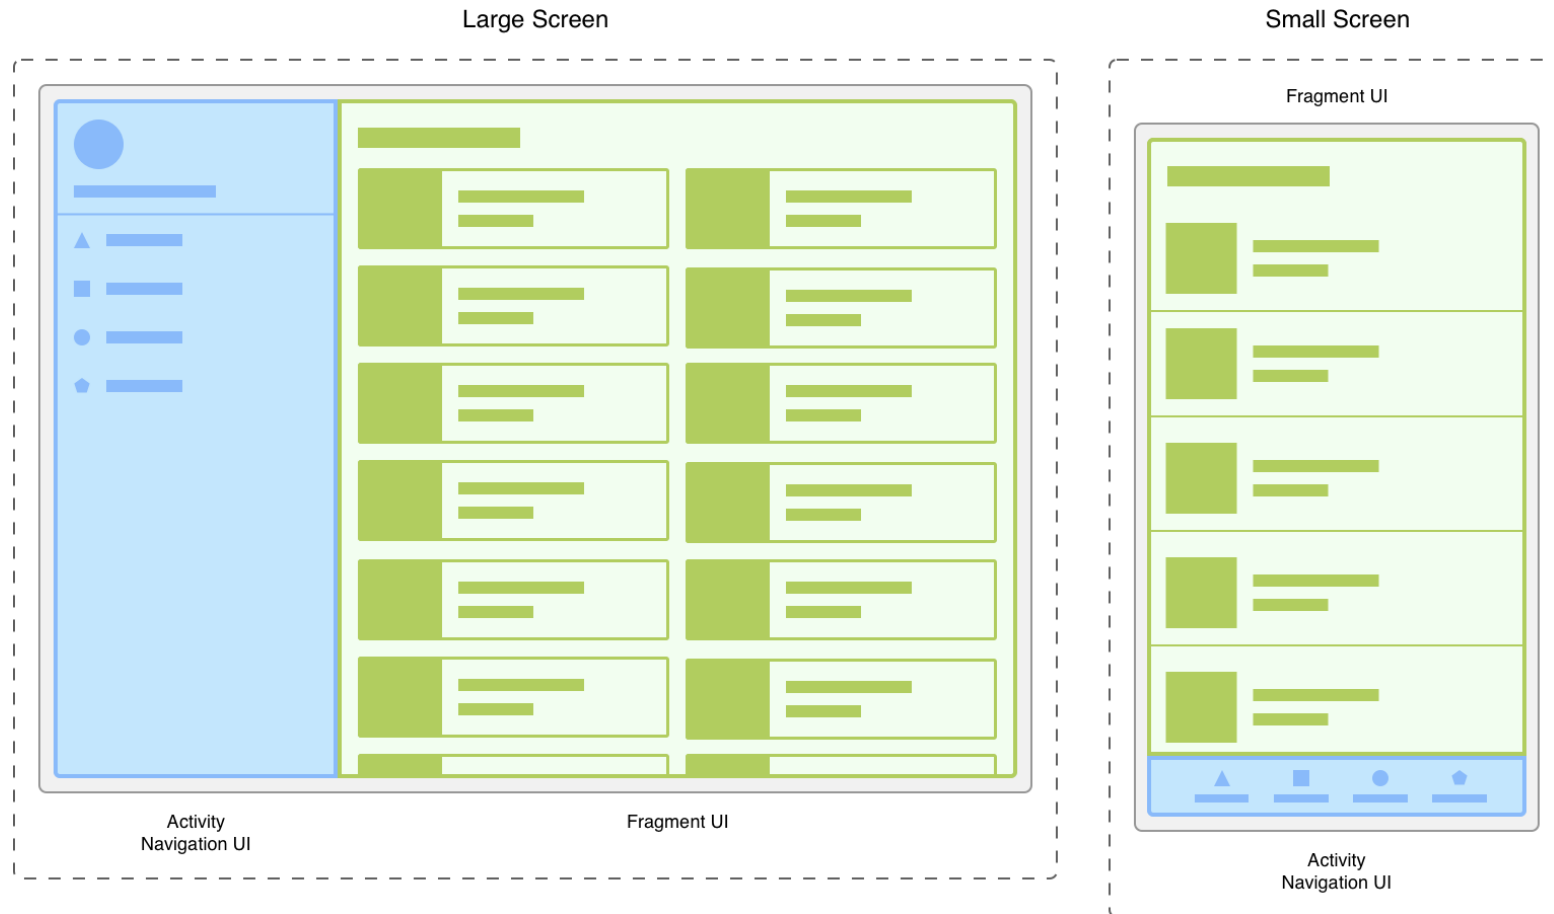 Large Screen
Activity
Navigation UI
Fragment UI
Small Screen
Fragment UI
Activity
Navigation UI